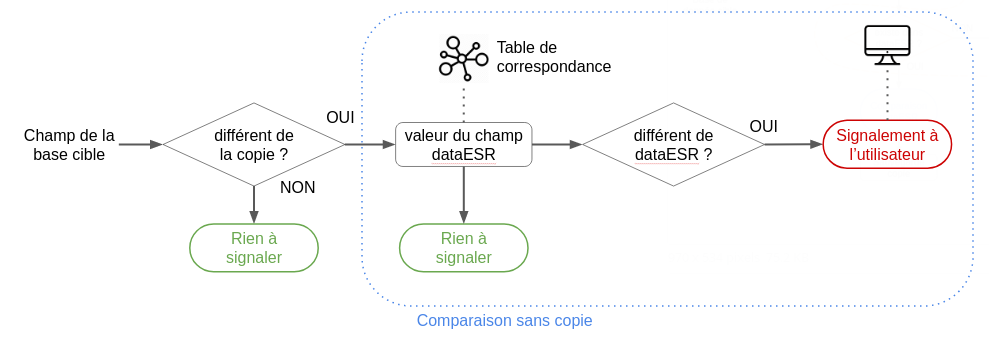 Table de
correspondance
Champ de la
base cible
différent de
la copie ?
OUI
valeur du champ
dataESR
différent de
dataESR ?
OUI
Signalement à
l'utilisateur
NON
Rien à
signaler
Rien à
signaler
Comparaison sans copie